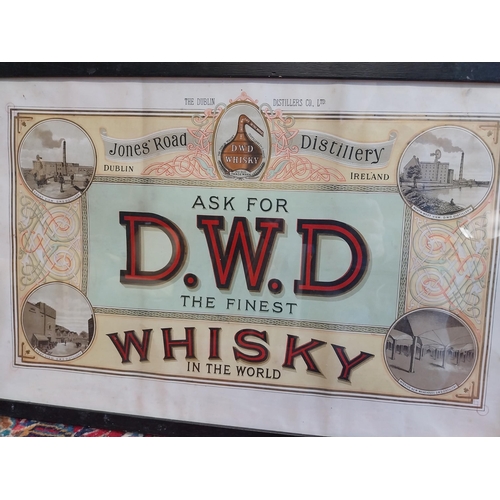 THE DUBLIN DISTILLERS CO., LTD
Jones' Road Distillery
D.W.D
WHISKY
DUBLIN IRELAND
ASK FOR
D.W.D
THE FINEST
WHISKY
IN THE WORLD